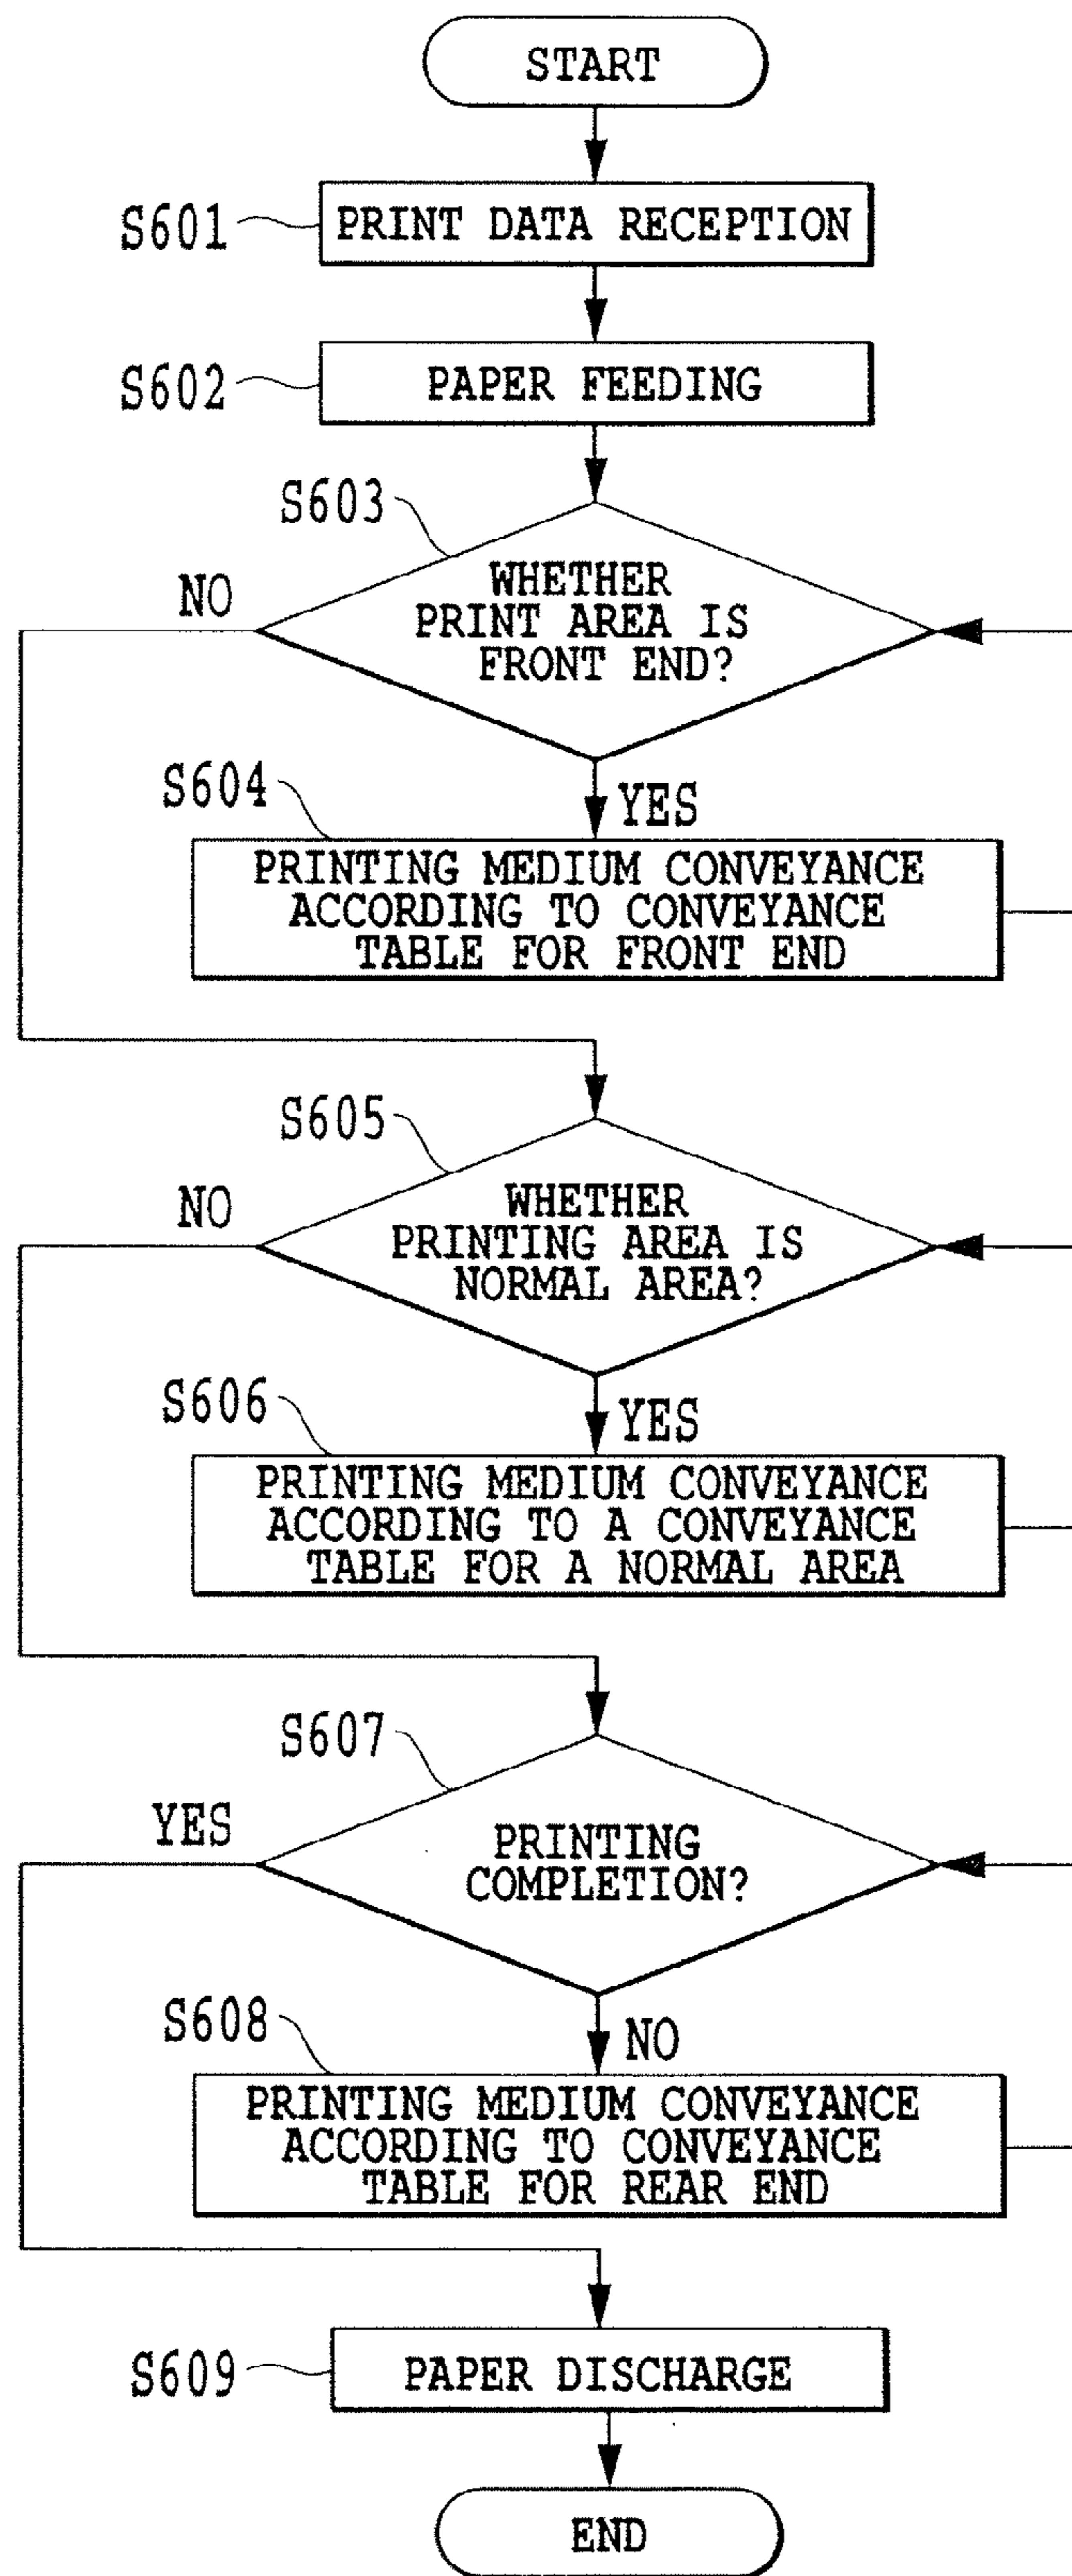 START
S601
PRINT DATA RECEPTION
S602
PAPER FEEDING
S603
NO
WHETHER
PRINT AREA IS
FRONT END?
S604
YES
PRINTING MEDIUM CONVEYANCE
ACCORDING TO CONVEYANCE
TABLE FOR FRONT END
S605
NO
WHETHER
PRINTING AREA IS
NORMAL AREA?
S606
YES
PRINTING MEDIUM CONVEYANCE
ACCORDING TO A CONVEYANCE
TABLE FOR A NORMAL AREA
S607
YES
PRINTING
COMPLETION?
S608
NO
PRINTING MEDIUM CONVEYANCE
ACCORDING TO CONVEYANCE
TABLE FOR REAR END
S609
PAPER DISCHARGE
END